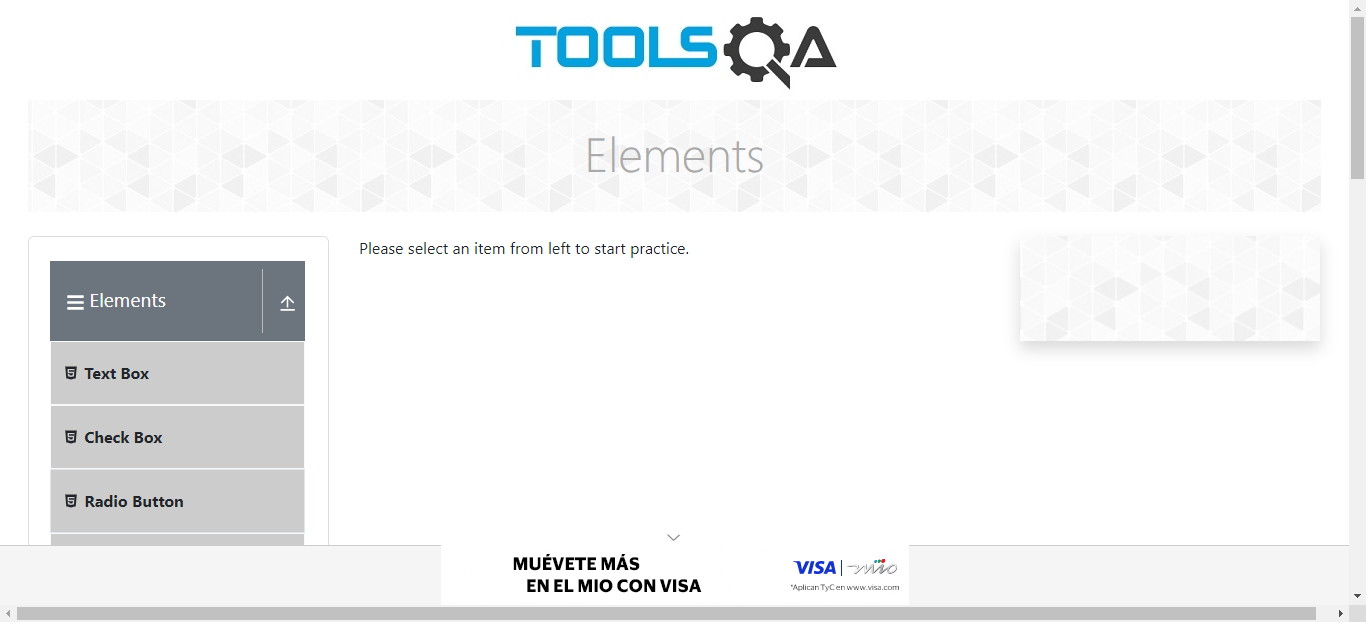 TOOLSQA
Elements
Please select an item from left to start practice.
Elements
Text Box
Check Box
Radio Button
MUÉVETE MÁS
EN EL MIO CON VISA
VISA | mio
*Aplican TyC en www.visa.com